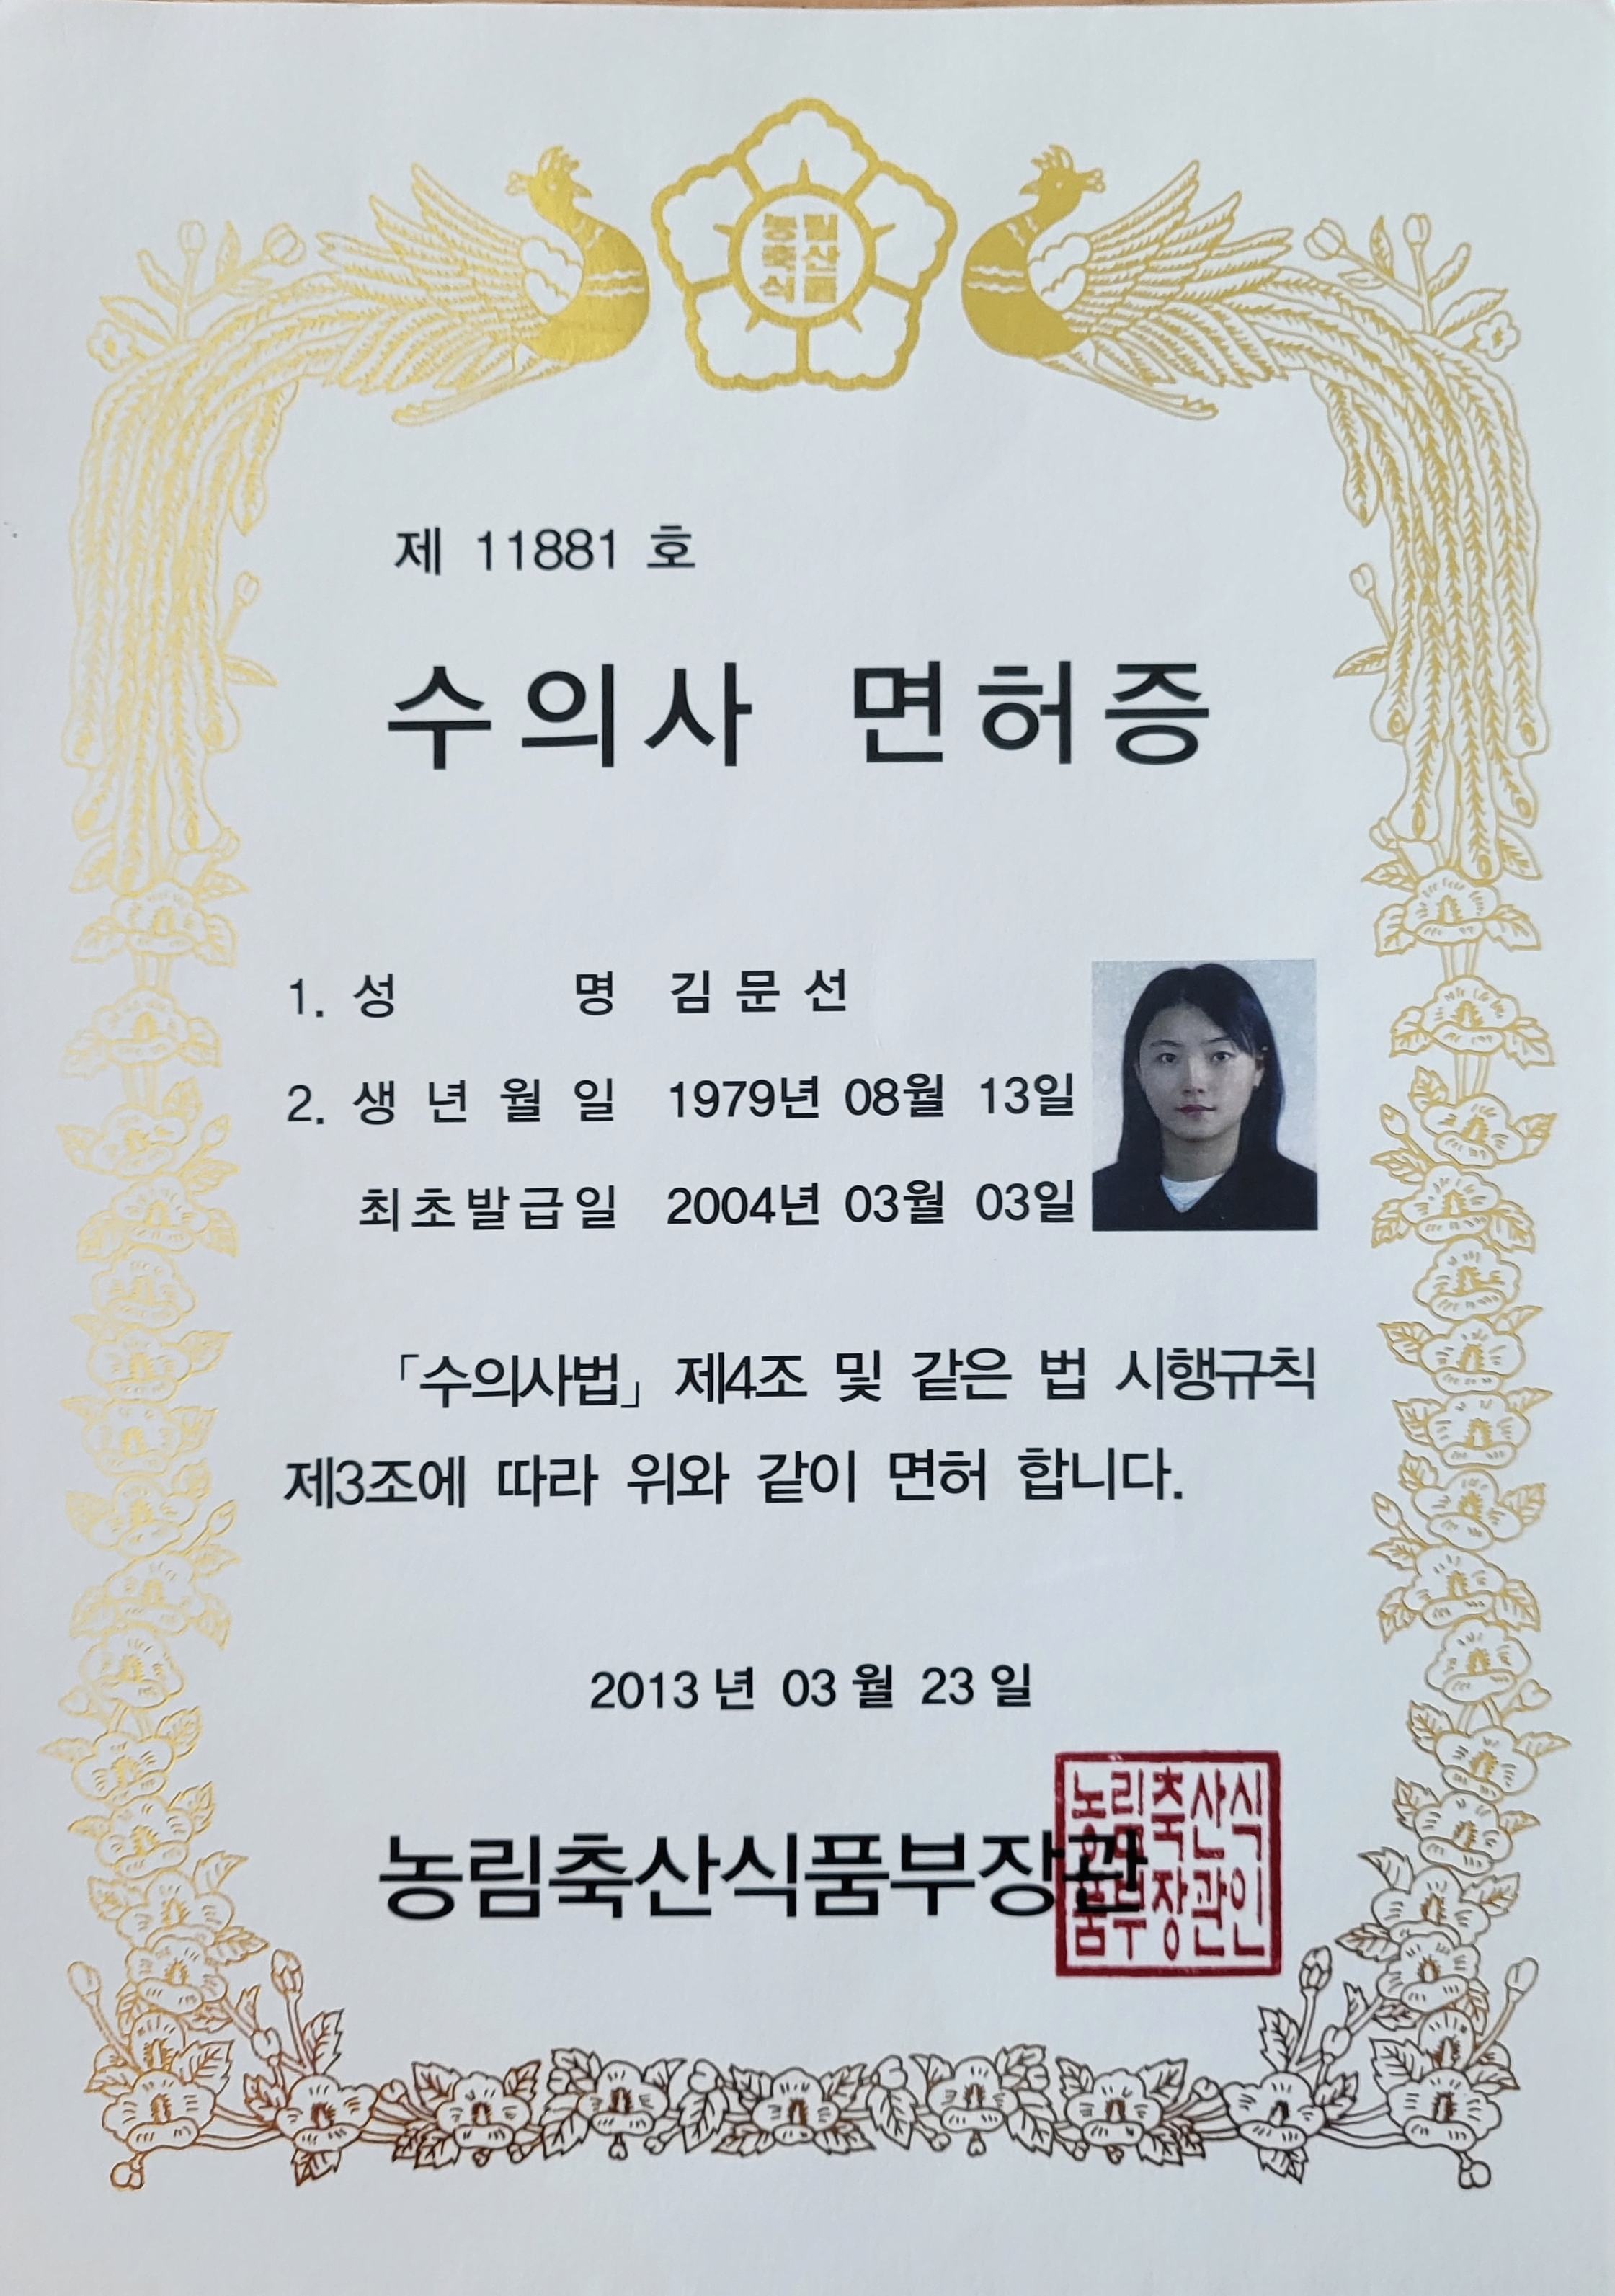 농림
축산
식품
제 11881 호
수의사 면허증
1. 성 명 김 문 선
2. 생 년 월 일 1979년 08월 13일
최초발급일 2004년 03월 03일
「수의사법」 제4조 및 같은 법 시행규칙
제3조에 따라 위와 같이 면허 합니다.
2013 년 03 월 23 일
농림축산식품부장관
농림축산식
품부장관인